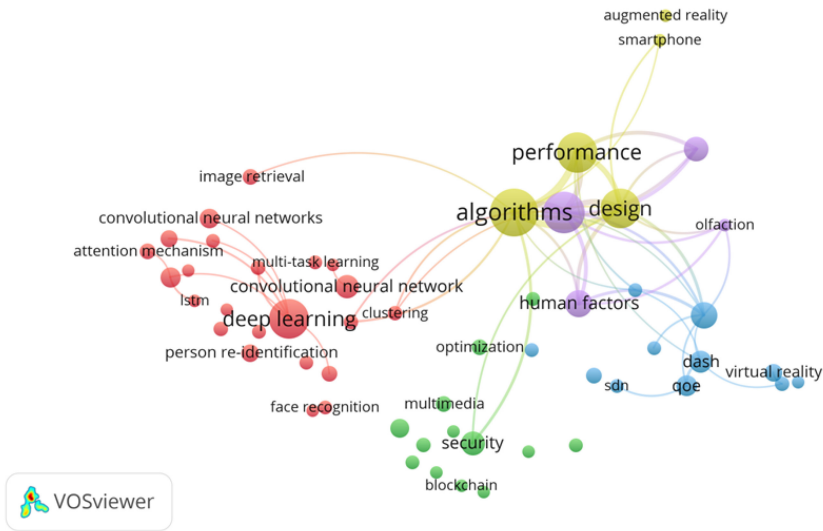 augmented reality
smartphone
performance
image retrieval
algorithms
design
convolutional neural networks
olfaction
attention mechanism
multi-task learning
convolutional neural network
lstm
human factors
deep learning
clustering
optimization
person re-identification
dash
virtual reality
sdn
qoe
face recognition
multimedia
security
blockchain
VOSviewer